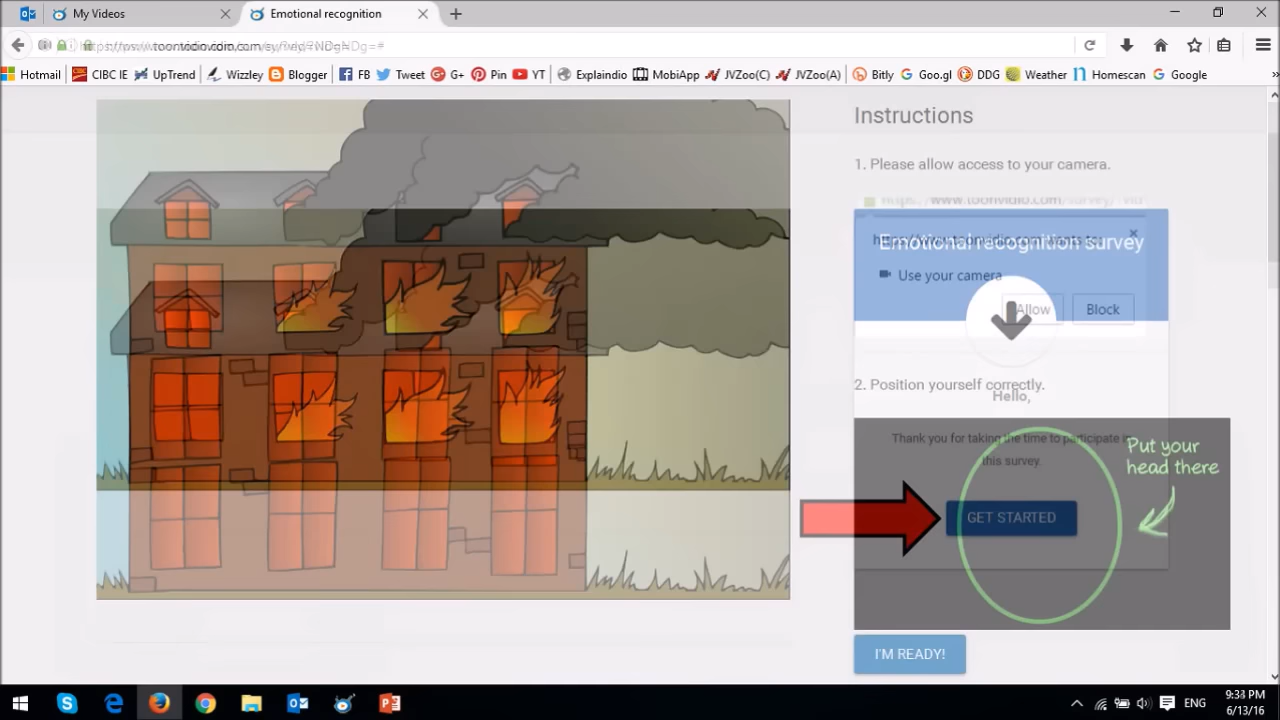 My Videos
Emotional recognition
Hotmail CIBC IE UpTrend Wizzley Blogger FB Tweet G+ Pin YT Explaindio MobiApp JVZoo(C) JVZoo(A) Bitly Goo.gl DDG Weather Homescan Google
Instructions
1. Please allow access to your camera.
Emotional recognition survey
Use your camera
Allow Block
2. Position yourself correctly.
Hello,
Thank you for taking the time to participate in
this survey.
Put your
head there
GET STARTED
I'M READY!
ENG
9:33 PM
6/13/16